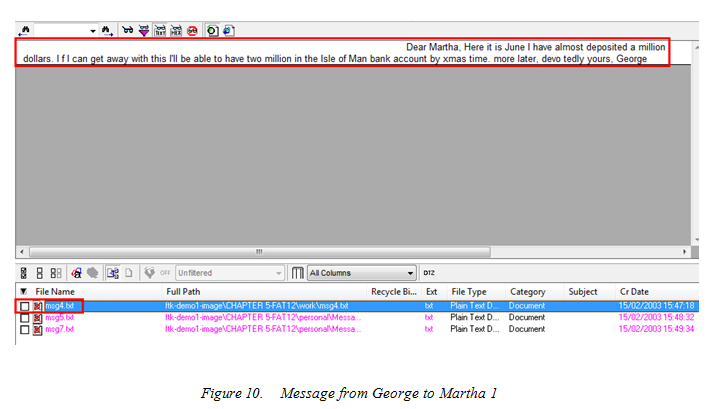 TEXT HEX
Dear Martha, Here it is June I have almost deposited a million
dollars. I f I can get away with this I'll be able to have two million in the Isle of Man bank account by xmas time. more later, devo tedly yours, George
OFF Unfiltered All Columns DTZ
File Name Full Path Recycle Bi... Ext File Type Category Subject Cr Date
msg4.txt ftk-demo1-image\CHAPTER 5-FAT12\work\msg4.txt txt Plain Text D... Document 15/02/2003 15:47:18
msg5.txt ftk-demo1-image\CHAPTER 5-FAT12\personal\Messa... txt Plain Text D... Document 15/02/2003 15:48:32
msg7.txt ftk-demo1-image\CHAPTER 5-FAT12\personal\Messa... txt Plain Text D... Document 15/02/2003 15:49:34
Figure 10. Message from George to Martha 1